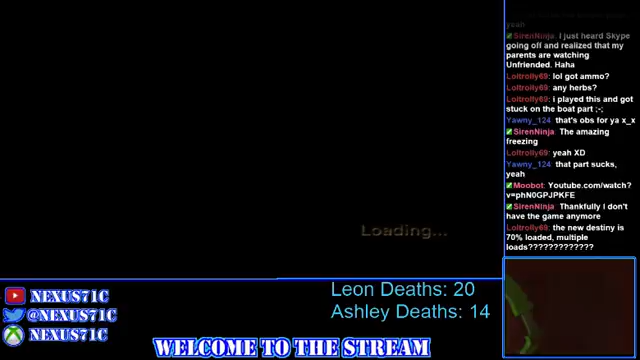 yeah
SirenNinja: I just heard Skype
going off and realized that my
parents are watching
Unfriended. Haha
Loltrolly69: lol got ammo?
Loltrolly69: any herbs?
Loltrolly69: i played this and got
stuck on the boat part ;-;
Yawny_124: that's obs for ya x_x
SirenNinja: The amazing
freezing
Loltrolly69: yeah XD
Yawny_124: that part sucks,
yeah
Moobot: Youtube.com/watch?
v=phN0GPJPKFE
SirenNinja: Thankfully I don't
have the game anymore
Loltrolly69: the new destiny is
70% loaded, multiple
loads?????????????
Loading...
Leon Deaths: 20
Ashley Deaths: 14
NEXUS71C
@NEXUS71C
NEXUS71C
WELCOME TO THE STREAM